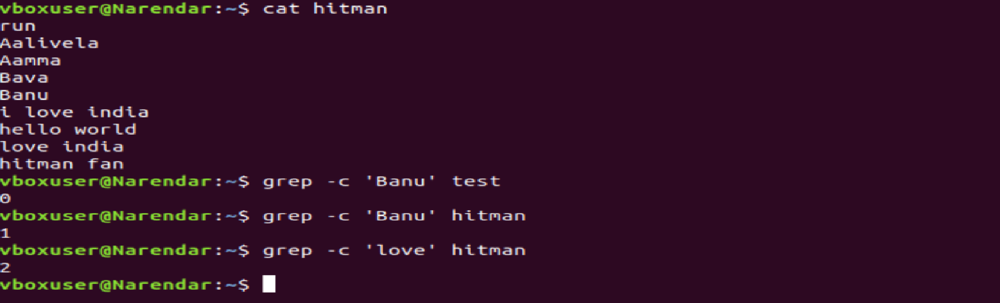 vboxuser@Narendar:~$ cat hitman
run
Aalivela
Aamma
Bava
Banu
i love india
hello world
love india
hitman fan
vboxuser@Narendar:~$ grep -c 'Banu' test
0
vboxuser@Narendar:~$ grep -c 'Banu' hitman
1
vboxuser@Narendar:~$ grep -c 'love' hitman
2
vboxuser@Narendar:~$